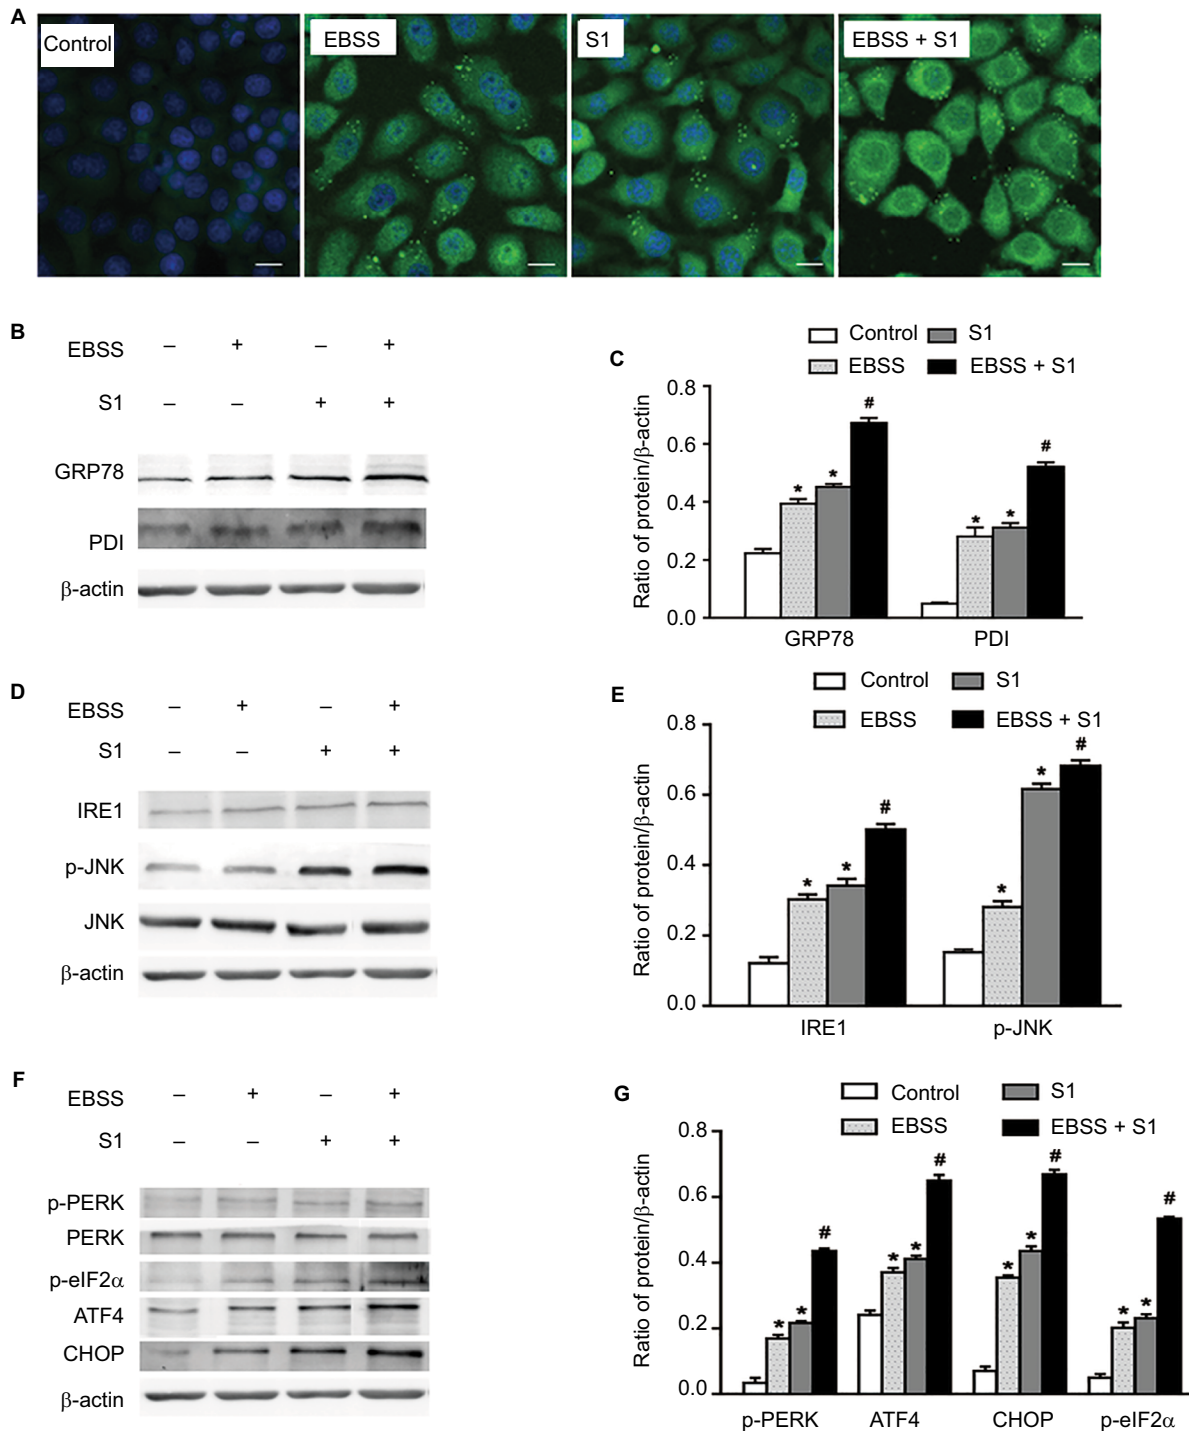 A
Control
EBSS
S1
EBSS + S1
B
EBSS – + – +
S1 – – + +
GRP78
PDI
β-actin
C
Control
S1
EBSS
EBSS + S1
Ratio of protein/β-actin
0.8
0.6
0.4
0.2
0.0
* * #
* * #
GRP78
PDI
D
EBSS – + – +
S1 – – + +
IRE1
p-JNK
JNK
β-actin
E
Control
S1
EBSS
EBSS + S1
Ratio of protein/β-actin
0.8
0.6
0.4
0.2
0.0
* * #
* * #
IRE1
p-JNK
F
EBSS – + – +
S1 – – + +
p-PERK
PERK
p-eIF2α
ATF4
CHOP
β-actin
G
Control
S1
EBSS
EBSS + S1
Ratio of protein/β-actin
0.8
0.6
0.4
0.2
0.0
* * #
* * #
* * #
* * #
p-PERK
ATF4
CHOP
p-eIF2α